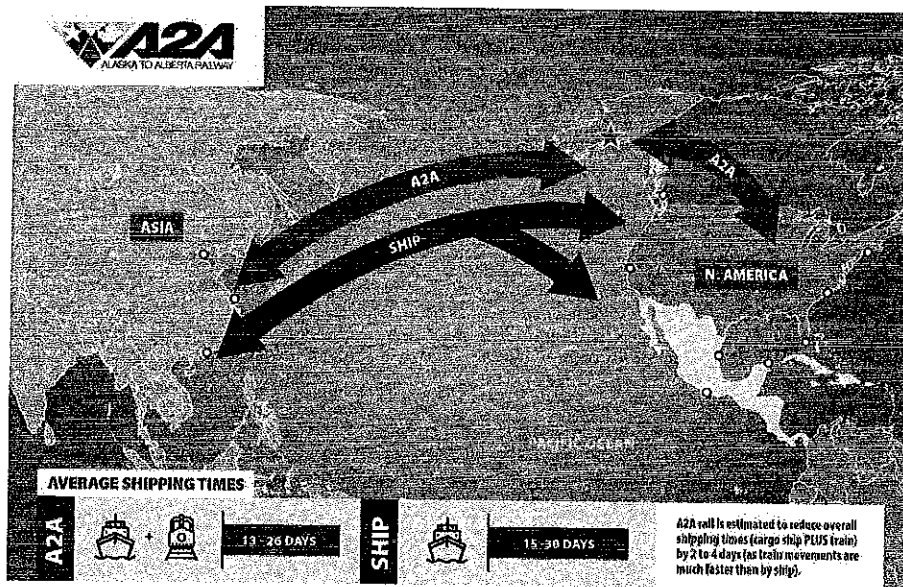 A2A
ALASKA TO ALBERTA RAILWAY
A2A
A2A
ASIA
SHIP
N. AMERICA
PACIFIC OCEAN
AVERAGE SHIPPING TIMES
A2A
+
13-26 DAYS
SHIP
15-30 DAYS
A2A rail is estimated to reduce overall
shipping times (cargo ship PLUS train)
by 2 to 4 days (as train movements are
much faster than by ship).